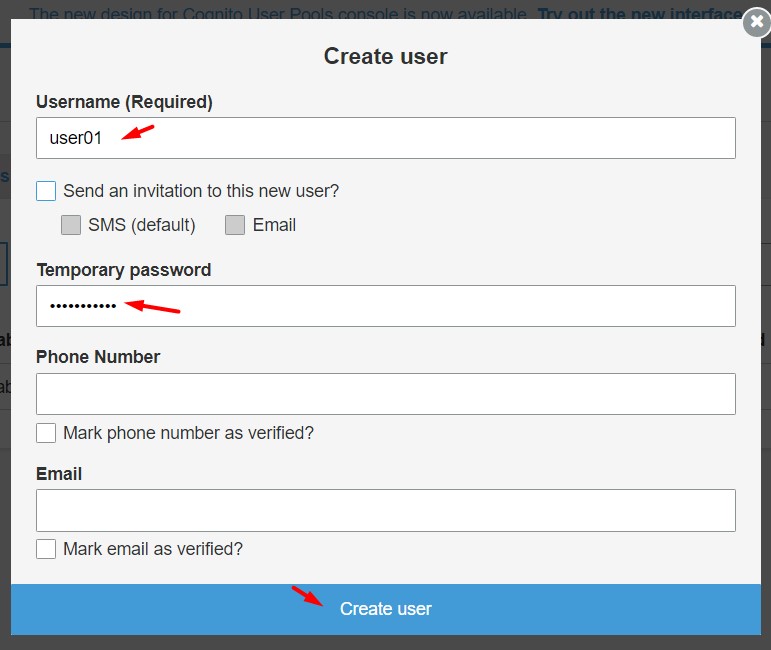 The new design for Cognito User Pools console is now available. Try out the new interface
Create user
Username (Required)
user01
Send an invitation to this new user?
SMS (default) Email
Temporary password
•••••••••••
Phone Number
Mark phone number as verified?
Email
Mark email as verified?
Create user